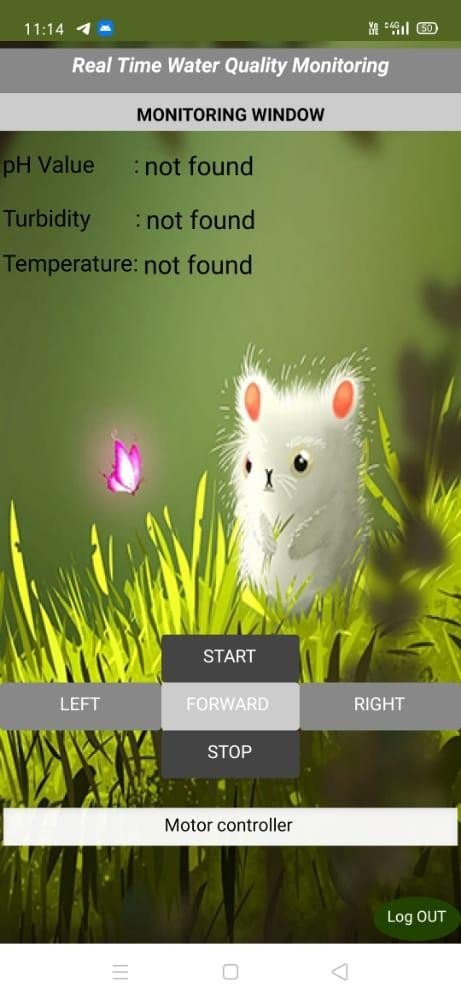 11:14 Vo LTE 4G 50
Real Time Water Quality Monitoring
MONITORING WINDOW
pH Value : not found
Turbidity : not found
Temperature: not found
START
LEFT FORWARD RIGHT
STOP
Motor controller
Log OUT